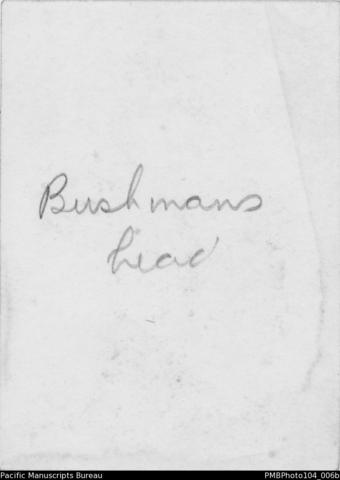 Bushmans
head
Pacific Manuscripts Bureau
PMBPhoto104_006b